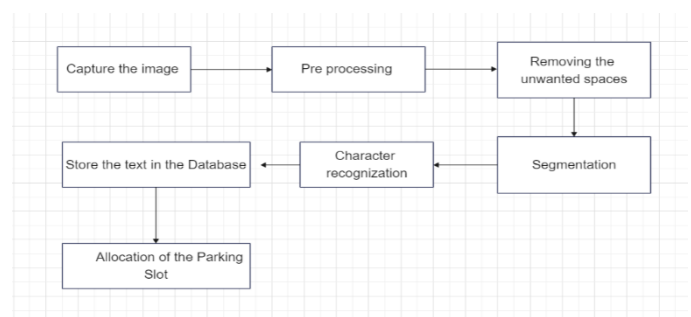 Capture the image
Pre processing
Removing the
unwanted spaces
Segmentation
Character
recognization
Store the text in the Database
Allocation of the Parking
Slot